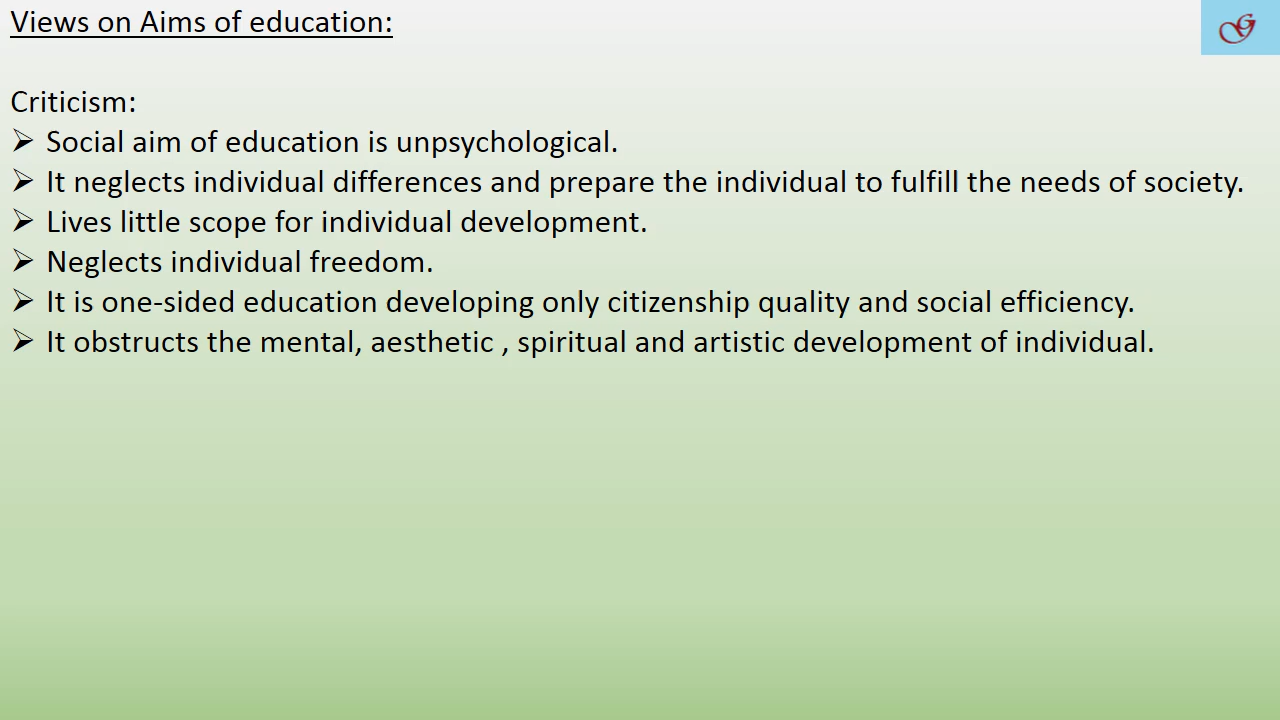 Views on Aims of education:
Criticism:
➢ Social aim of education is unpsychological.
➢ It neglects individual differences and prepare the individual to fulfill the needs of society.
➢ Lives little scope for individual development.
➢ Neglects individual freedom.
➢ It is one-sided education developing only citizenship quality and social efficiency.
➢ It obstructs the mental, aesthetic , spiritual and artistic development of individual.